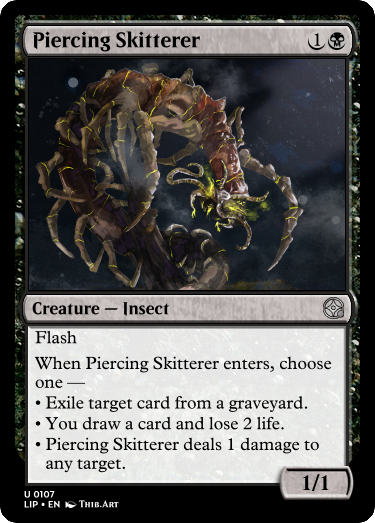 Piercing Skitterer 1
Creature — Insect
Flash
When Piercing Skitterer enters, choose
one —
• Exile target card from a graveyard.
• You draw a card and lose 2 life.
• Piercing Skitterer deals 1 damage to
any target.
1/1
U 0107
LIP • EN Thib.Art